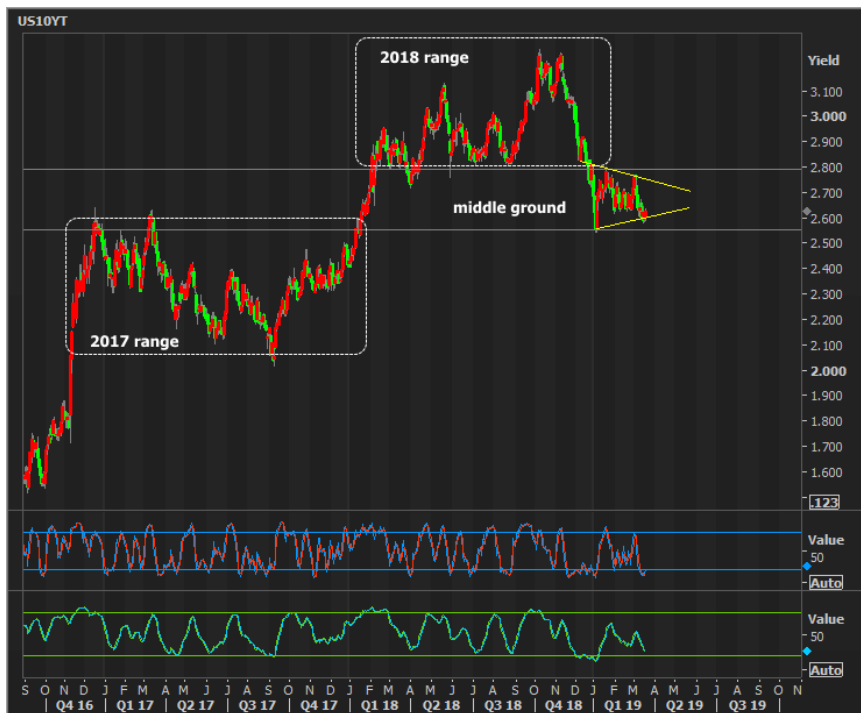 US10YT
2018 range
Yield
3.100
3.000
2.900
2.800
2.700
middle ground
2.600
2.500
2.400
2.300
2.200
2017 range
2.100
2.000
1.900
1.800
1.700
1.600
.123
Value
50
Auto
Value
50
Auto
S O N D J F M A M J J A S O N D J F M A M J J A S O N D J F M A M J J A S O N
Q4 16 Q1 17 Q2 17 Q3 17 Q4 17 Q1 18 Q2 18 Q3 18 Q4 18 Q1 19 Q2 19 Q3 19